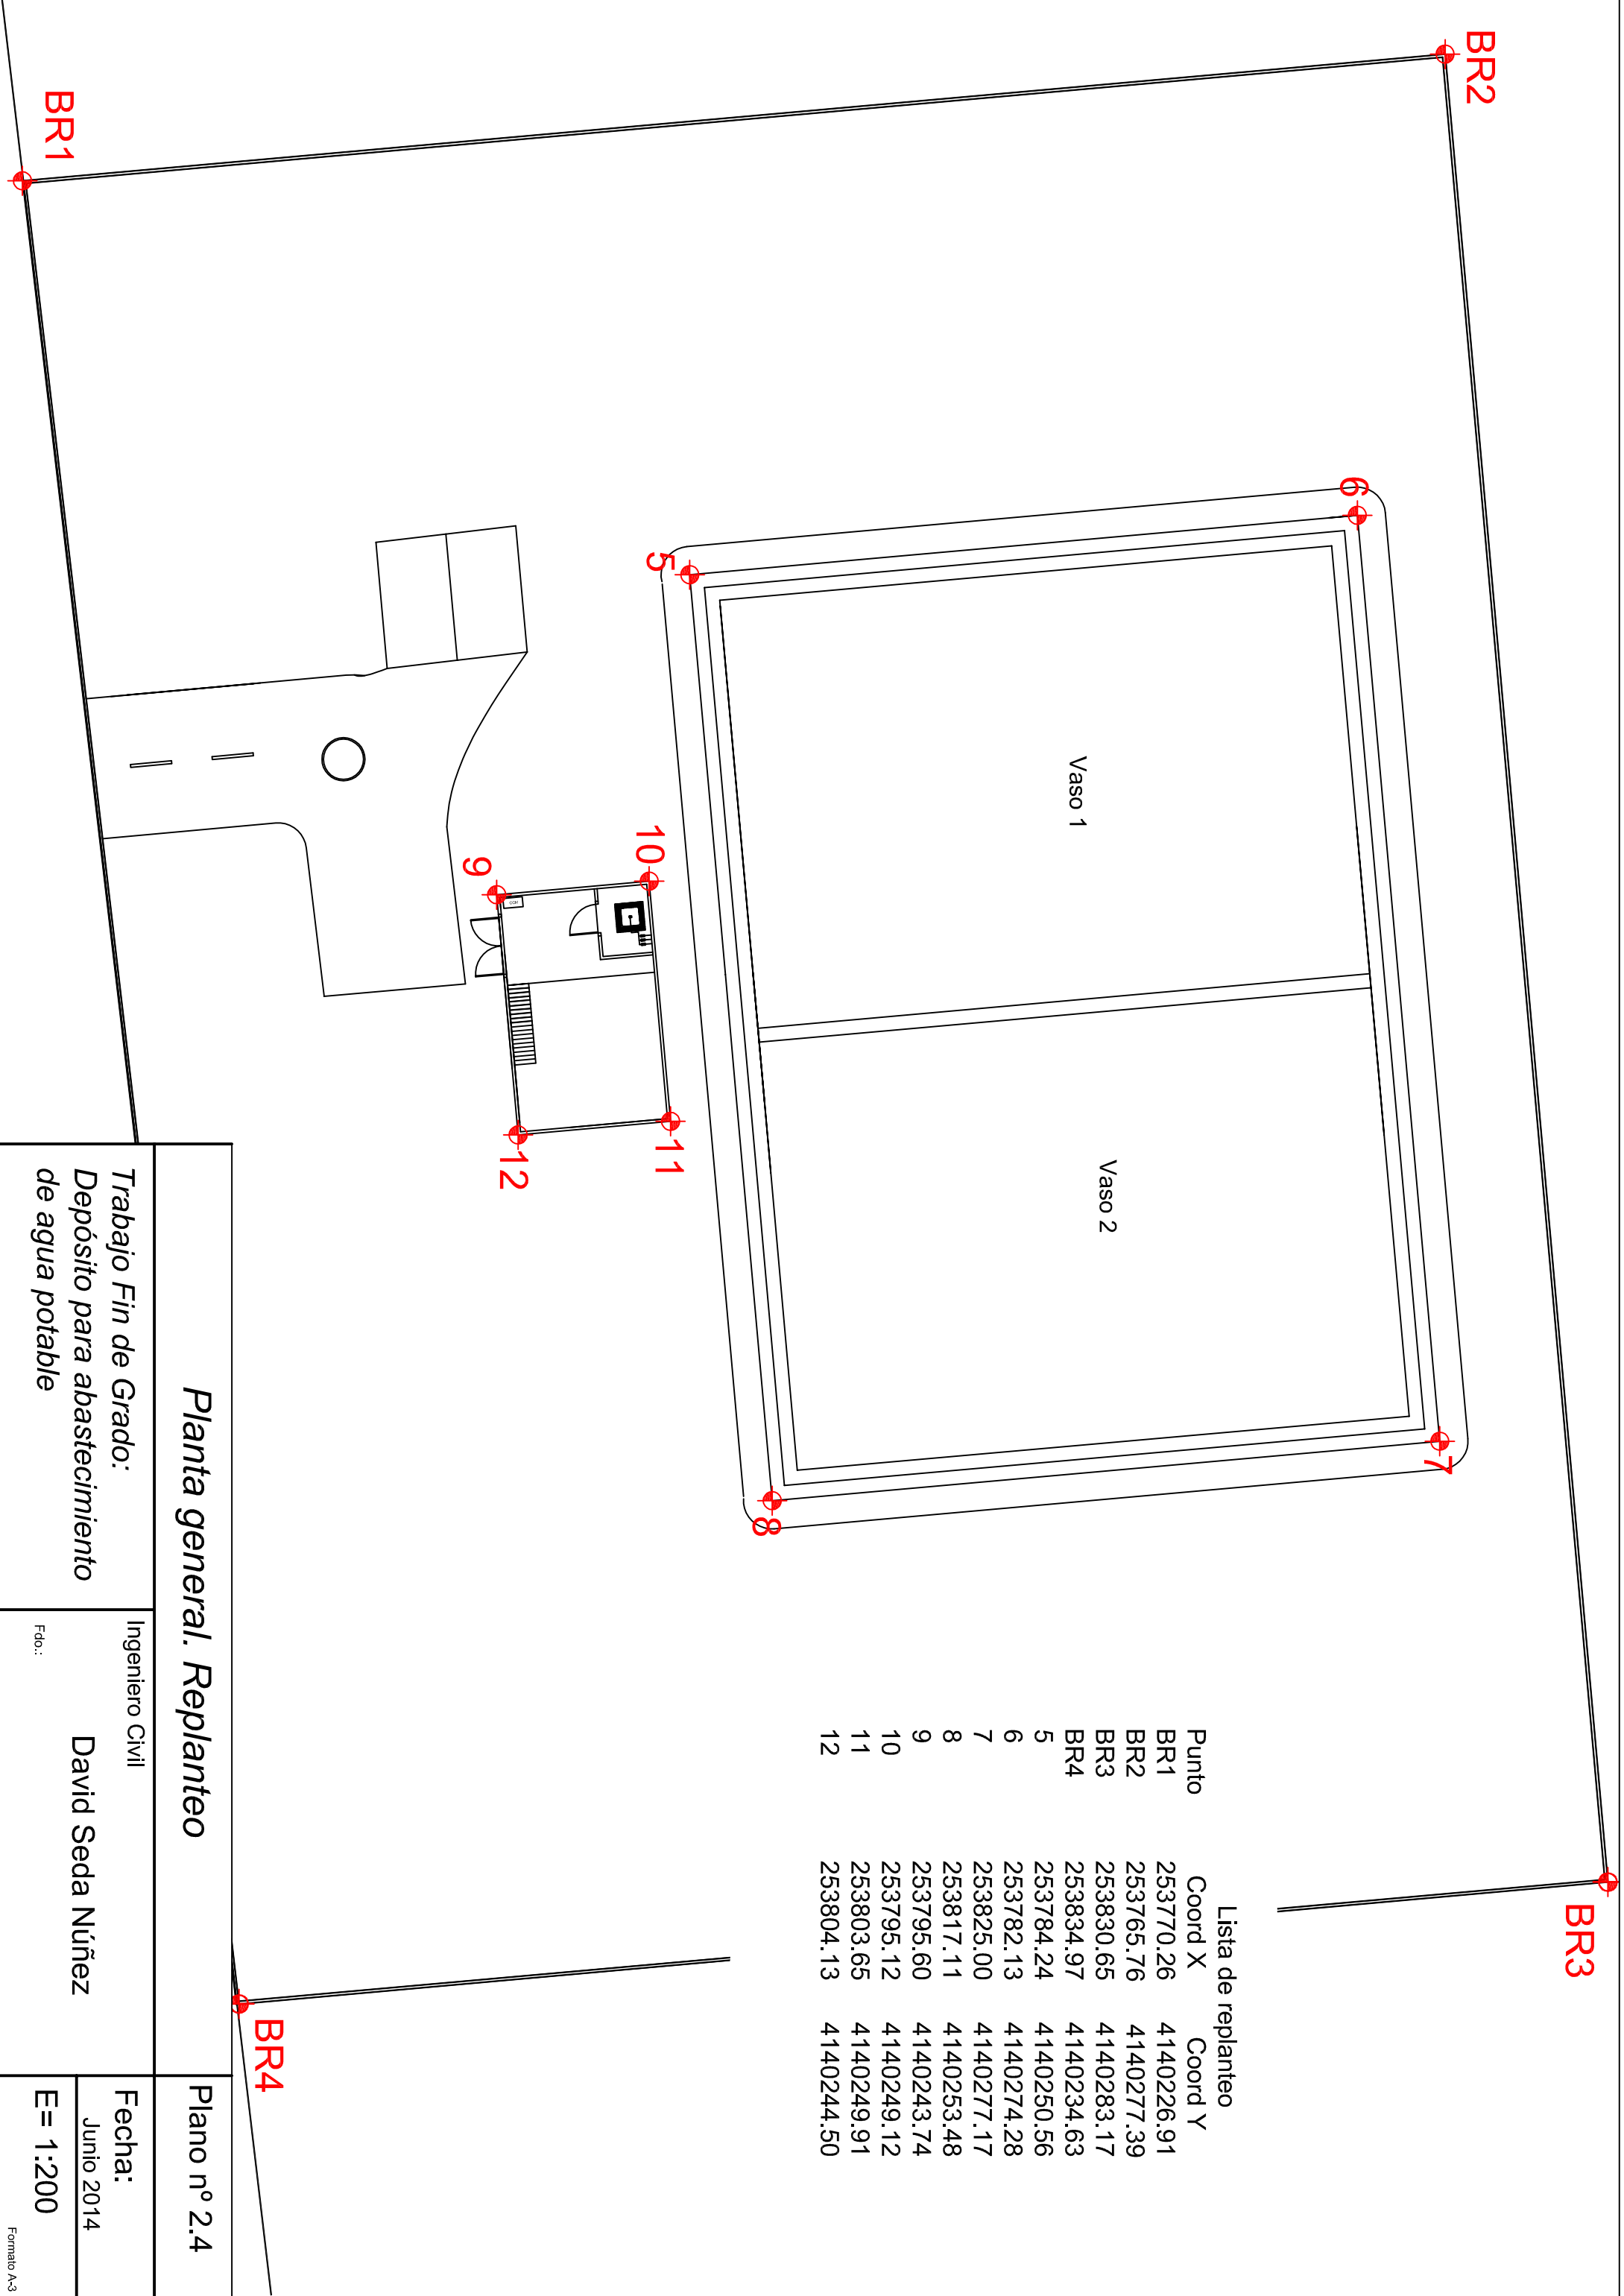 BR2
BR3
BR1
BR4
6
7
5
8
Vaso 1
Vaso 2
10
11
9
12
Lista de replanteo
Punto Coord X Coord Y
BR1 253770.26 4140226.91
BR2 253765.76 4140277.39
BR3 253830.65 4140283.17
BR4 253834.97 4140234.63
5 253784.24 4140250.56
6 253782.13 4140274.28
7 253825.00 4140277.17
8 253817.11 4140253.48
9 253795.60 4140243.74
10 253795.12 4140249.12
11 253803.65 4140249.91
12 253804.13 4140244.50
Planta general. Replanteo
Plano nº 2.4
Trabajo Fin de Grado:
Depósito para abastecimiento
de agua potable
Ingeniero Civil
David Seda Núñez
Fdo.:
Fecha:
Junio 2014
E= 1:200
Formato A-3